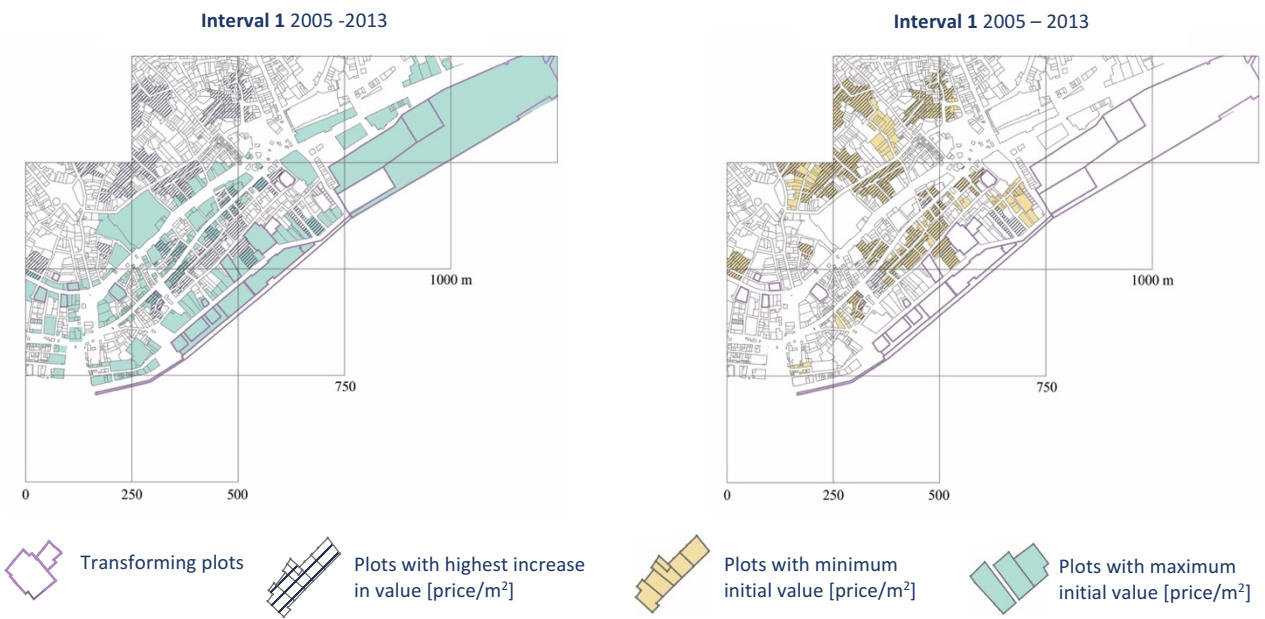 Interval 1 2005 -2013
Interval 1 2005 – 2013
1000 m
1000 m
750
750
0
250
500
0
250
500
Transforming plots
Plots with highest increase
in value [price/m²]
Plots with minimum
initial value [price/m²]
Plots with maximum
initial value [price/m²]